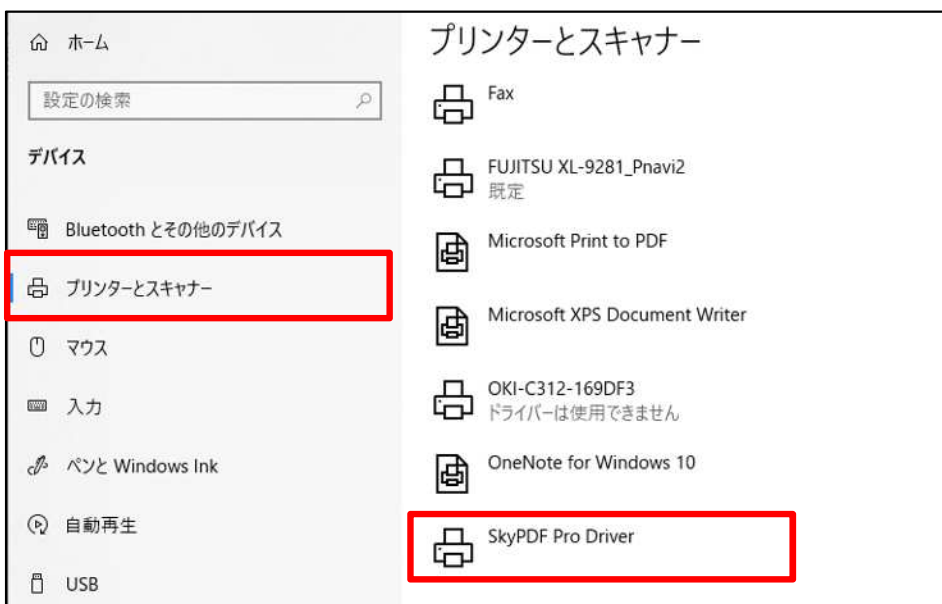 ホーム
設定の検索
デバイス
Bluetooth とその他のデバイス
プリンターとスキャナー
マウス
入力
ペンと Windows Ink
自動再生
USB
プリンターとスキャナー
Fax
FUJITSU XL-9281_Pnavi2
既定
Microsoft Print to PDF
Microsoft XPS Document Writer
OKI-C312-169DF3
ドライバーは使用できません
OneNote for Windows 10
SkyPDF Pro Driver